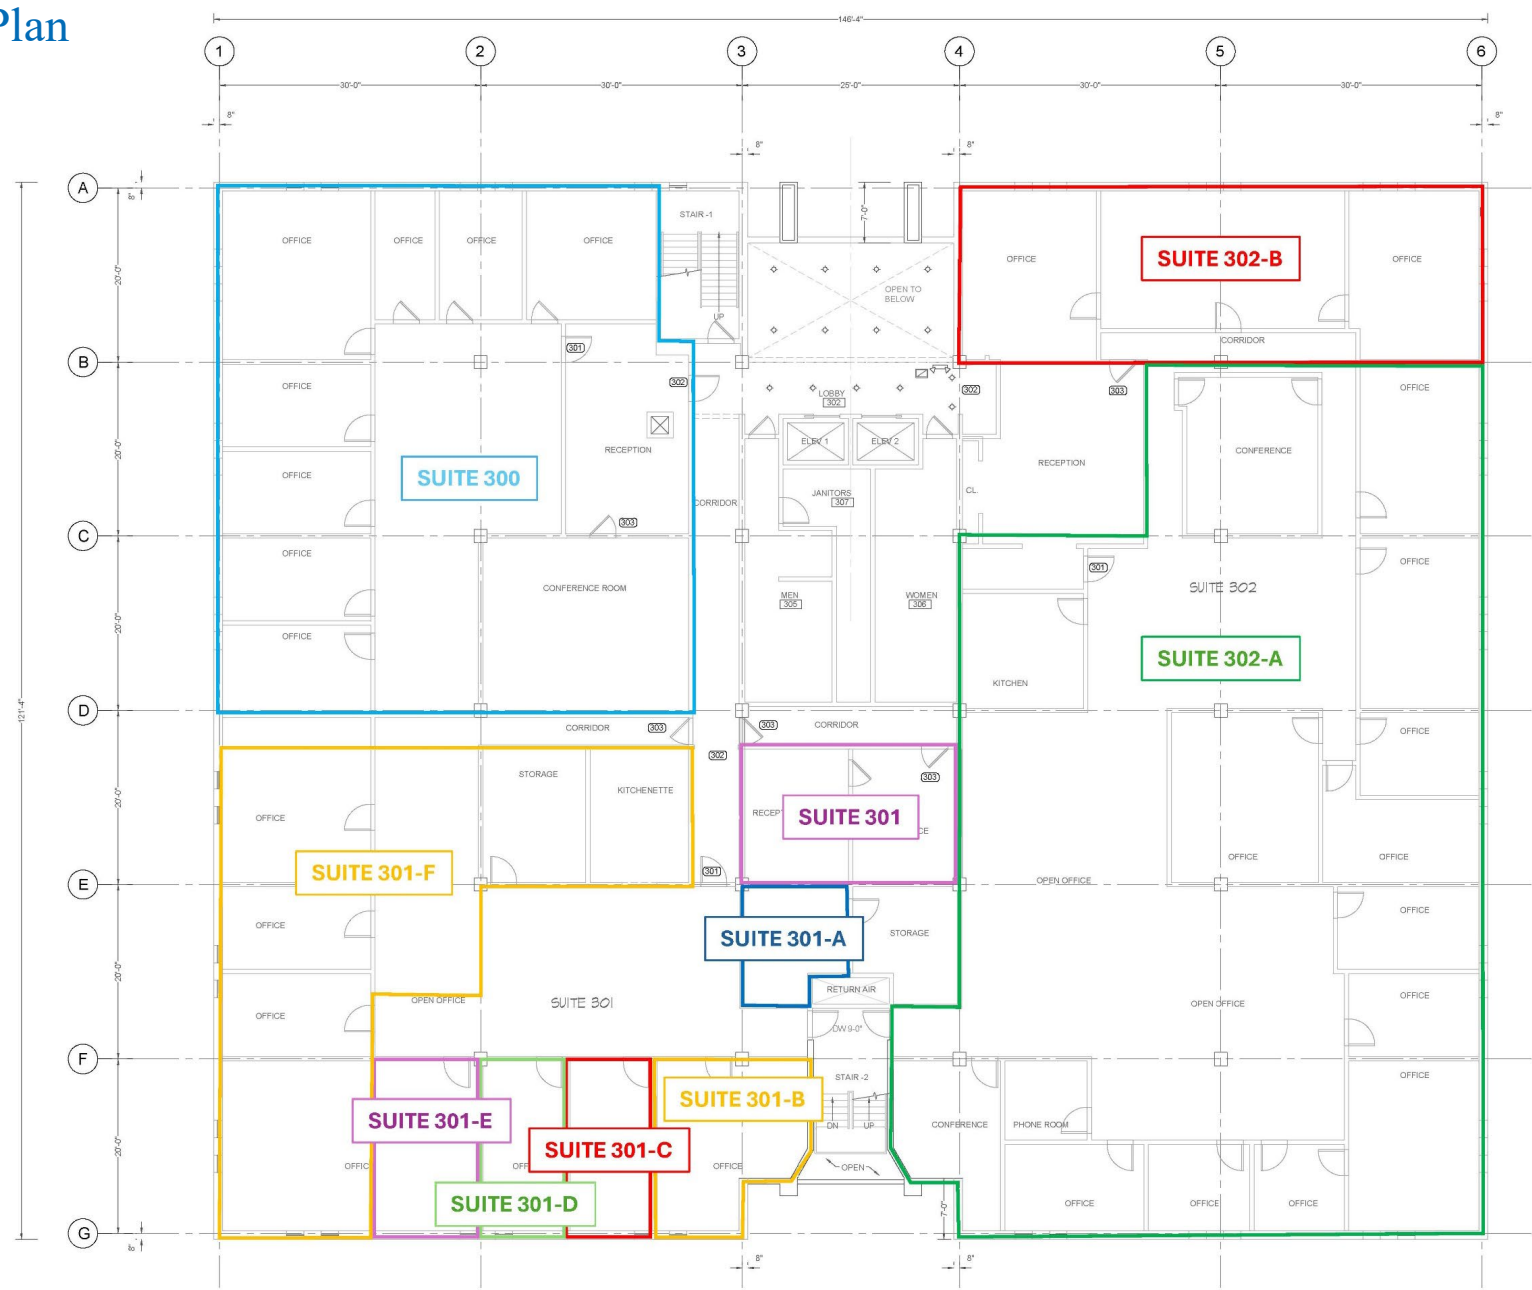 Plan
146'-4"
1
2
3
4
5
6
30'-0"
30'-0"
25'-0"
30'-0"
30'-0"
8"
8"
8"
8"
A
8"
20'-0"
7'-0"
STAIR -1
OFFICE
OFFICE
OFFICE
OFFICE
OPEN TO
BELOW
UP
OFFICE
SUITE 302-B
OFFICE
CORRIDOR
B
301
302
LOBBY
302
302
303
OFFICE
OFFICE
20'-0"
ELEV 1
ELEV 2
RECEPTION
RECEPTION
CONFERENCE
OFFICE
SUITE 300
JANITORS
307
CL.
CORRIDOR
303
C
OFFICE
CONFERENCE ROOM
301
OFFICE
SUITE 302
20'-0"
MEN
305
WOMEN
306
OFFICE
SUITE 302-A
KITCHEN
121'-4"
D
CORRIDOR
303
303
CORRIDOR
OFFICE
302
STORAGE
KITCHENETTE
303
20'-0"
OFFICE
RECEP
SUITE 301
CE
OFFICE
OFFICE
SUITE 301-F
301
E
OPEN OFFICE
OFFICE
OFFICE
SUITE 301-A
STORAGE
20'-0"
RETURN AIR
OPEN OFFICE
SUITE 301
OPEN OFFICE
OFFICE
OFFICE
DW 9-0"
F
STAIR -2
OFFICE
SUITE 301-B
SUITE 301-E
DN
UP
CONFERENCE
PHONE ROOM
SUITE 301-C
20'-0"
OFFIC
OFF
OFFICE
OPEN
SUITE 301-D
OFFICE
OFFICE
OFFICE
7'-0"
G
8"
8"
8"